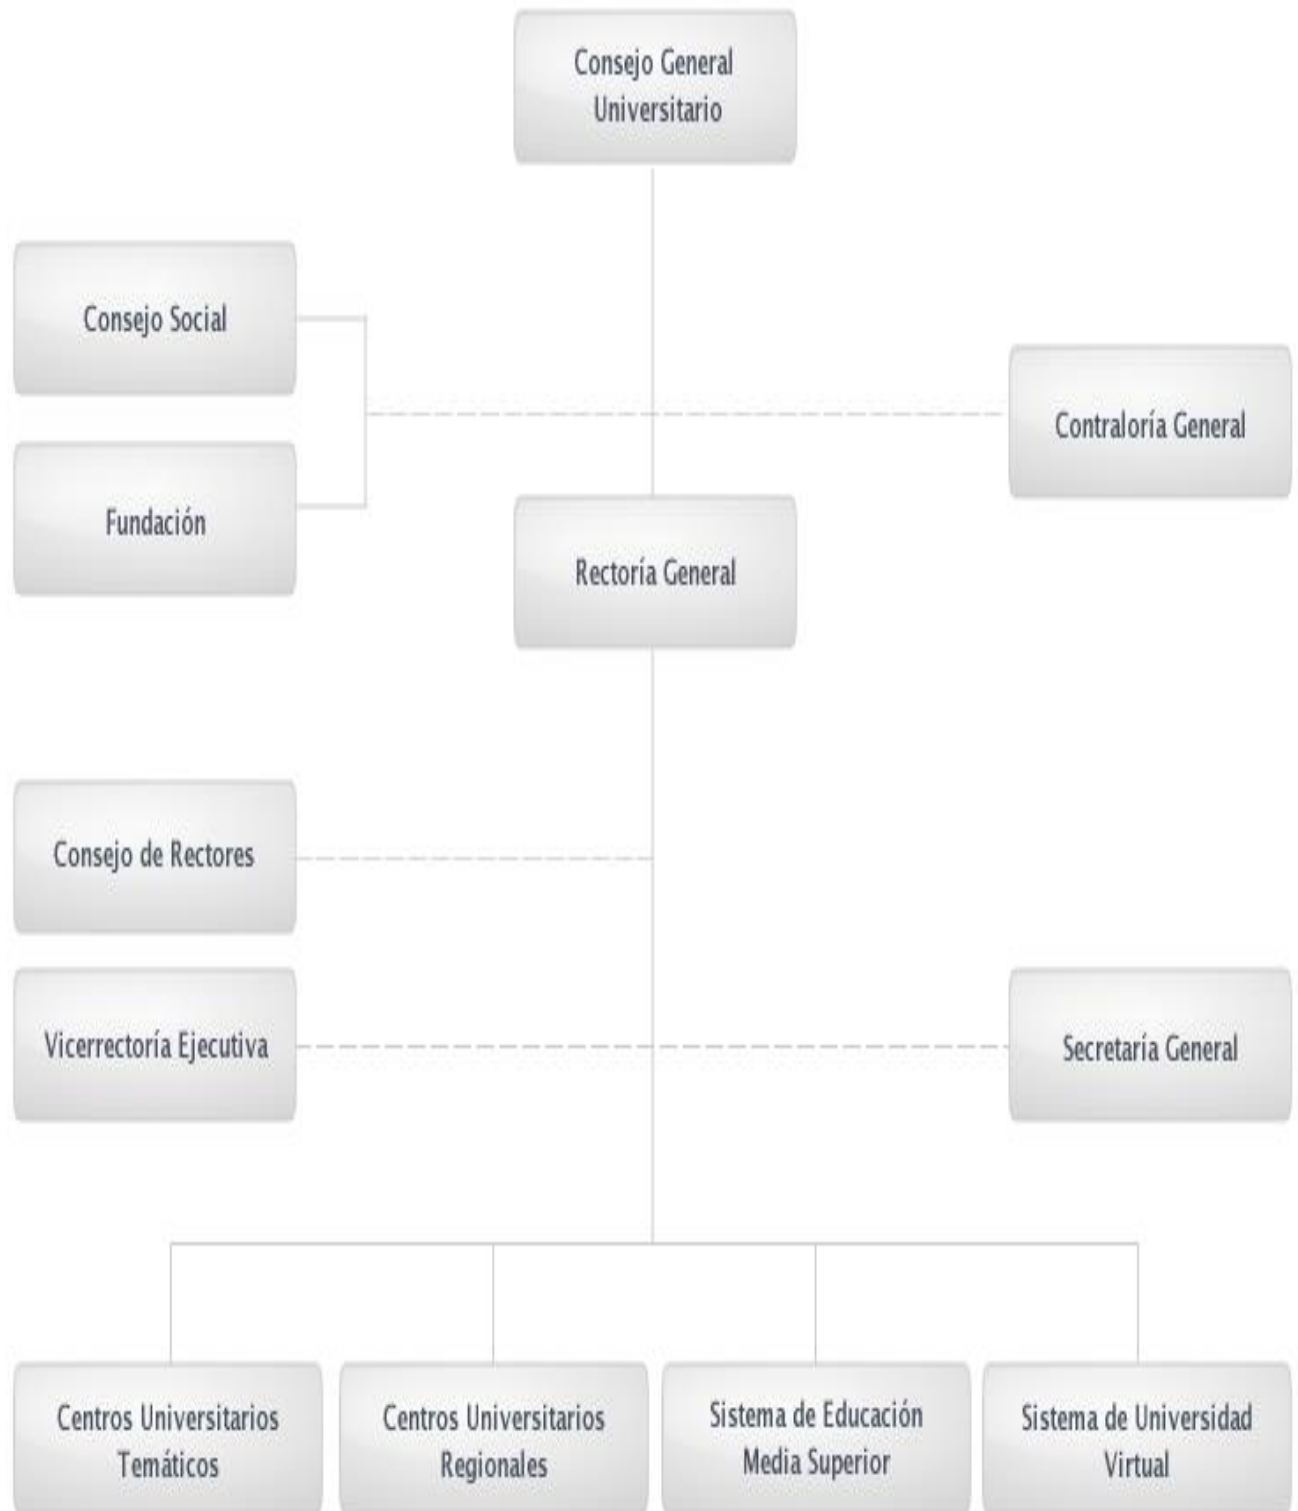 Consejo General
Universitario
Consejo Social
Contraloría General
Fundación
Rectoría General
Consejo de Rectores
Vicerrectoría Ejecutiva
Secretaría General
Centros Universitarios
Temáticos
Centros Universitarios
Regionales
Sistema de Educación
Media Superior
Sistema de Universidad
Virtual